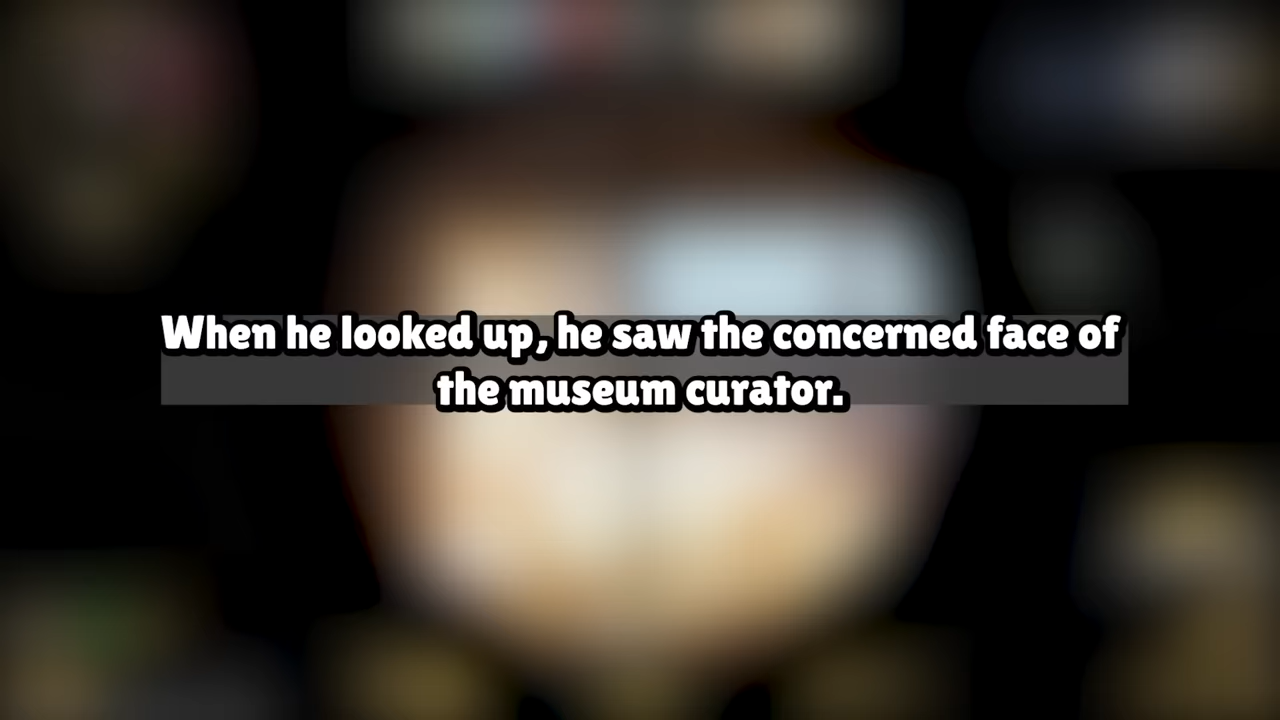 When he looked up, he saw the concerned face of
the museum curator.